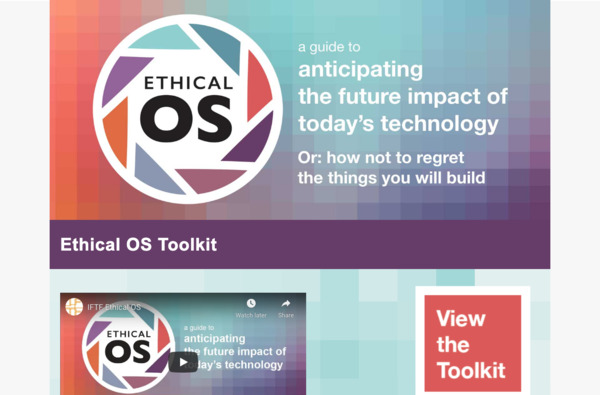 ETHICAL
OS
a guide to
anticipating
the future impact of
today's technology
Or: how not to regret
the things you will build
Ethical OS Toolkit
IFTF Ethical OS
Watch later
Share
ETHICAL
OS
a guide to
anticipating
the future impact of
today's technology
View
the
Toolkit